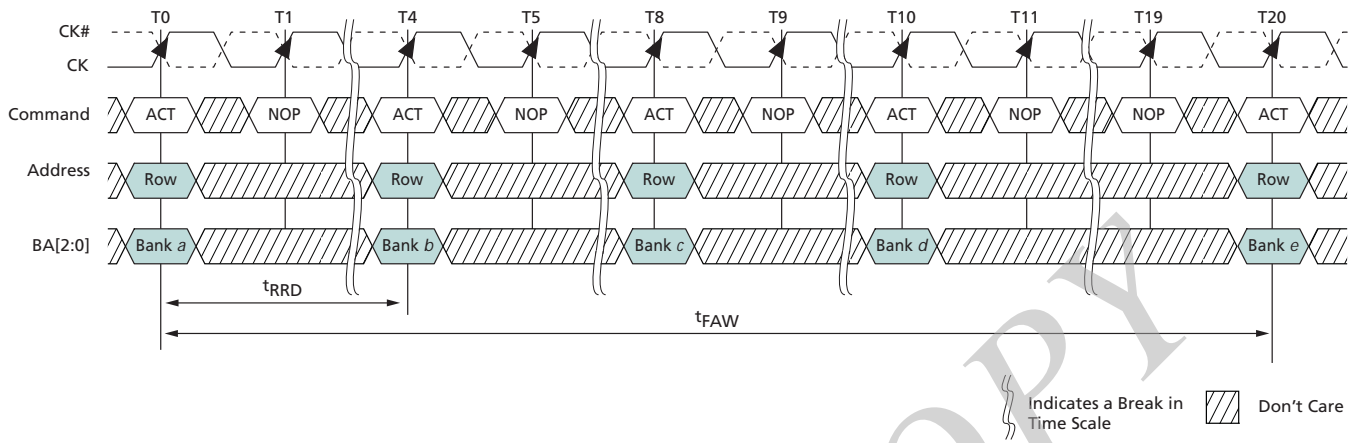 T0 T1 T4 T5 T8 T9 T10 T11 T19 T20
CK#
CK
Command ACT NOP ACT NOP ACT NOP ACT NOP NOP ACT
Address Row Row Row Row Row
BA[2:0] Bank a Bank b Bank c Bank d Bank e
tRRD
tFAW
OPY
Indicates a Break in
Time Scale
Don't Care